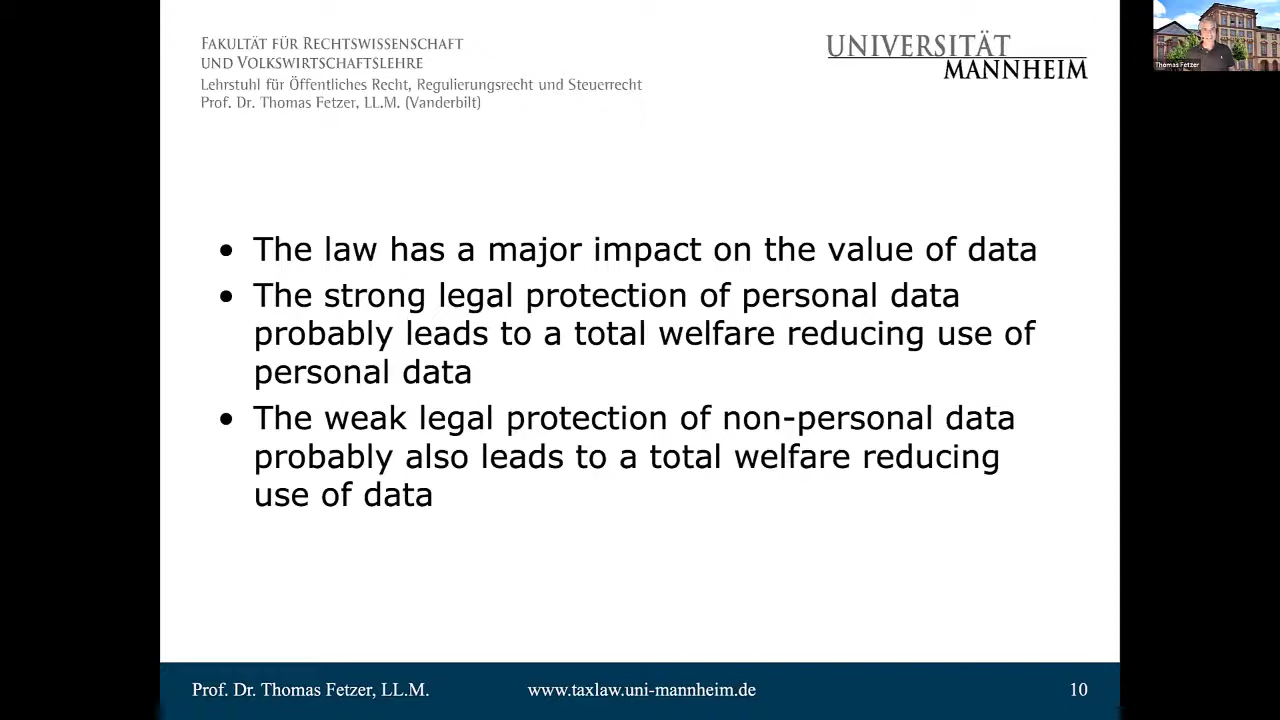 FAKULTÄT FÜR RECHTSWISSENSCHAFT
UND VOLKSWIRTSCHAFTSLEHRE
Lehrstuhl für Öffentliches Recht, Regulierungsrecht und Steuerrecht
Prof. Dr. Thomas Fetzer, LL.M. (Vanderbilt)
UNIVERSITÄT
MANNHEIM
Thomas Fetzer
• The law has a major impact on the value of data
• The strong legal protection of personal data
probably leads to a total welfare reducing use of
personal data
• The weak legal protection of non-personal data
probably also leads to a total welfare reducing
use of data
Prof. Dr. Thomas Fetzer, LL.M.
www.taxlaw.uni-mannheim.de
10